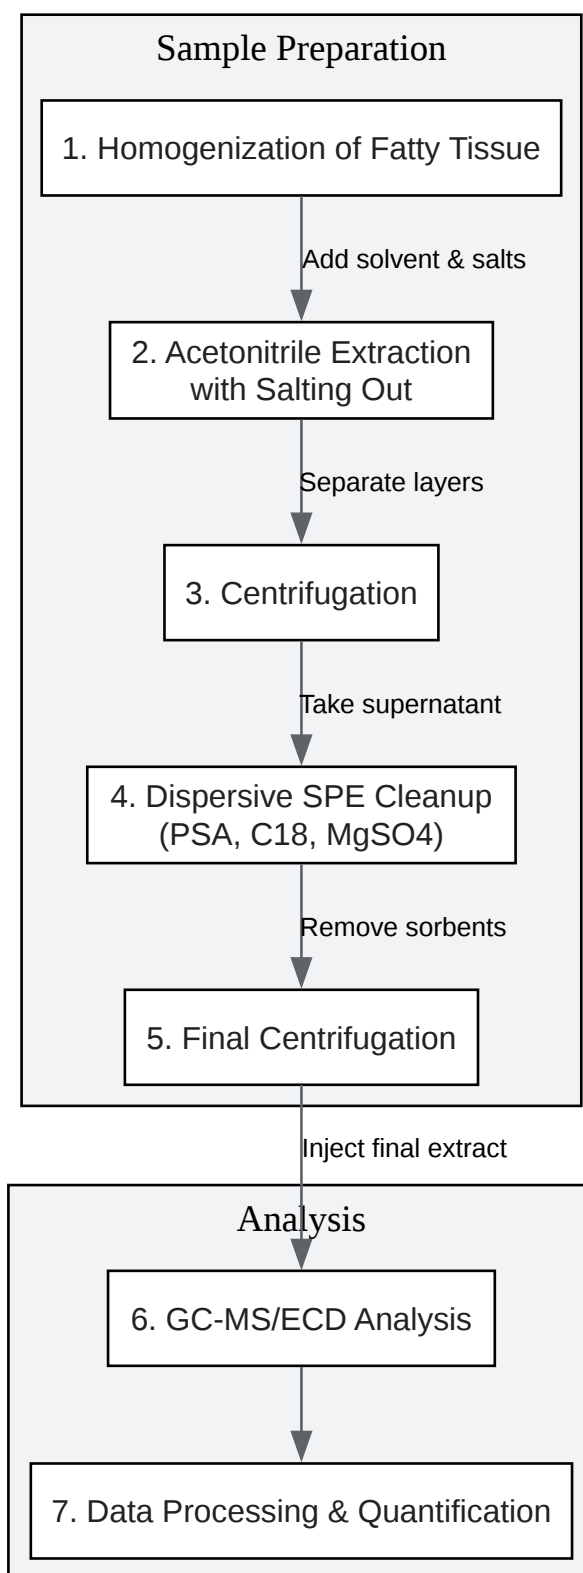 Sample Preparation
1. Homogenization of Fatty Tissue
Add solvent & salts
2. Acetonitrile Extraction
with Salting Out
Separate layers
3. Centrifugation
Take supernatant
4. Dispersive SPE Cleanup
(PSA, C18, MgSO4)
Remove sorbents
5. Final Centrifugation
Inject final extract
Analysis
6. GC-MS/ECD Analysis
7. Data Processing & Quantification